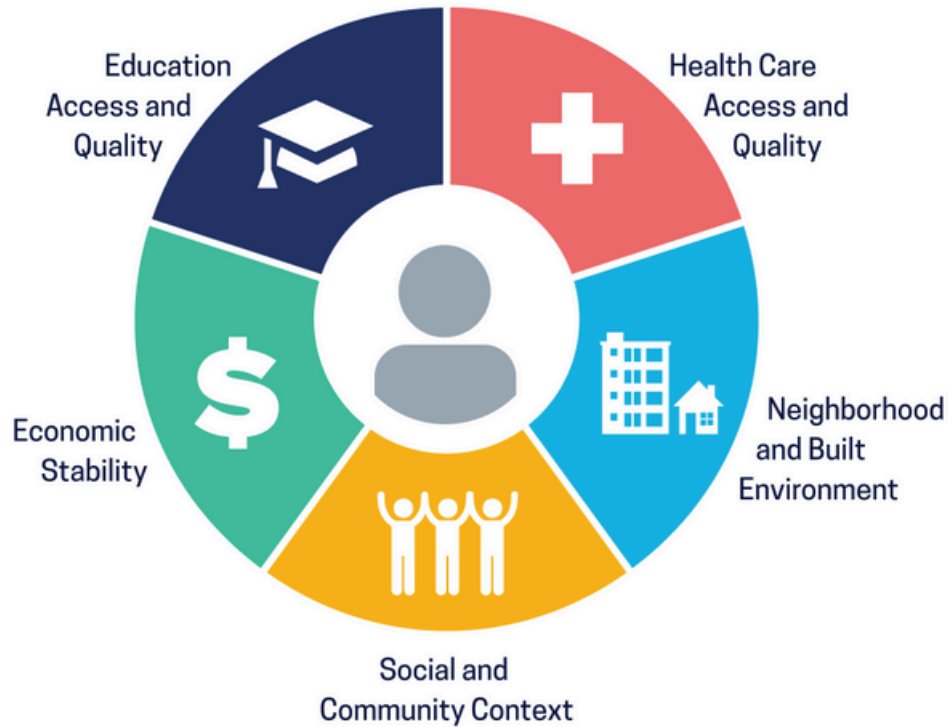 Education
Access and
Quality
Health Care
Access and
Quality
Economic
Stability
Neighborhood
and Built
Environment
Social and
Community Context